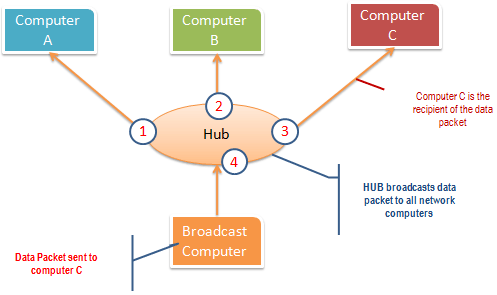 Computer
A
Computer
B
Computer
C
Computer C is the
recipient of the data
packet
2
1
Hub
3
4
HUB broadcasts data
packet to all network
computers
Broadcast
Computer
Data Packet sent to
computer C